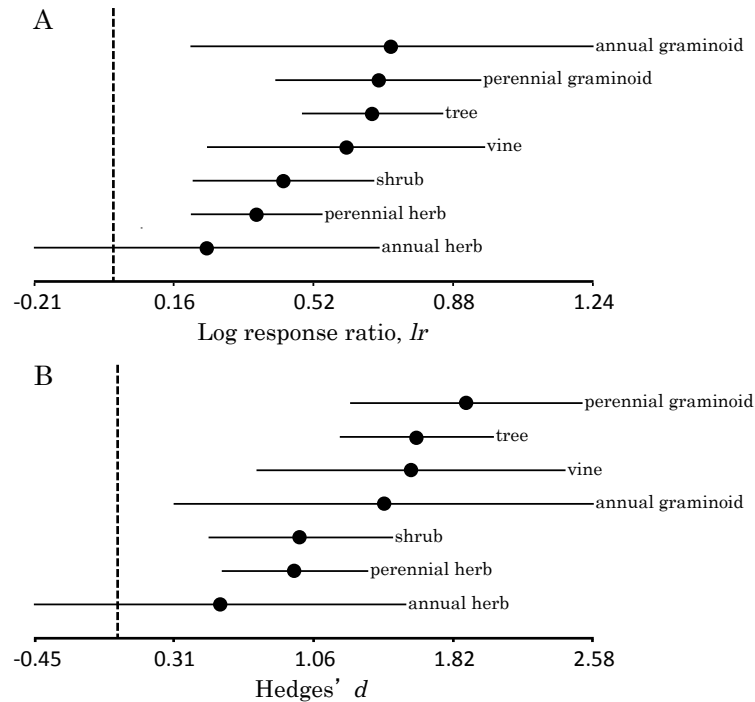 A
annual graminoid
perennial graminoid
tree
vine
shrub
perennial herb
annual herb
-0.21 0.16 0.52 0.88 1.24
Log response ratio, lr
B
perennial graminoid
tree
vine
annual graminoid
shrub
perennial herb
annual herb
-0.45 0.31 1.06 1.82 2.58
Hedges’ d